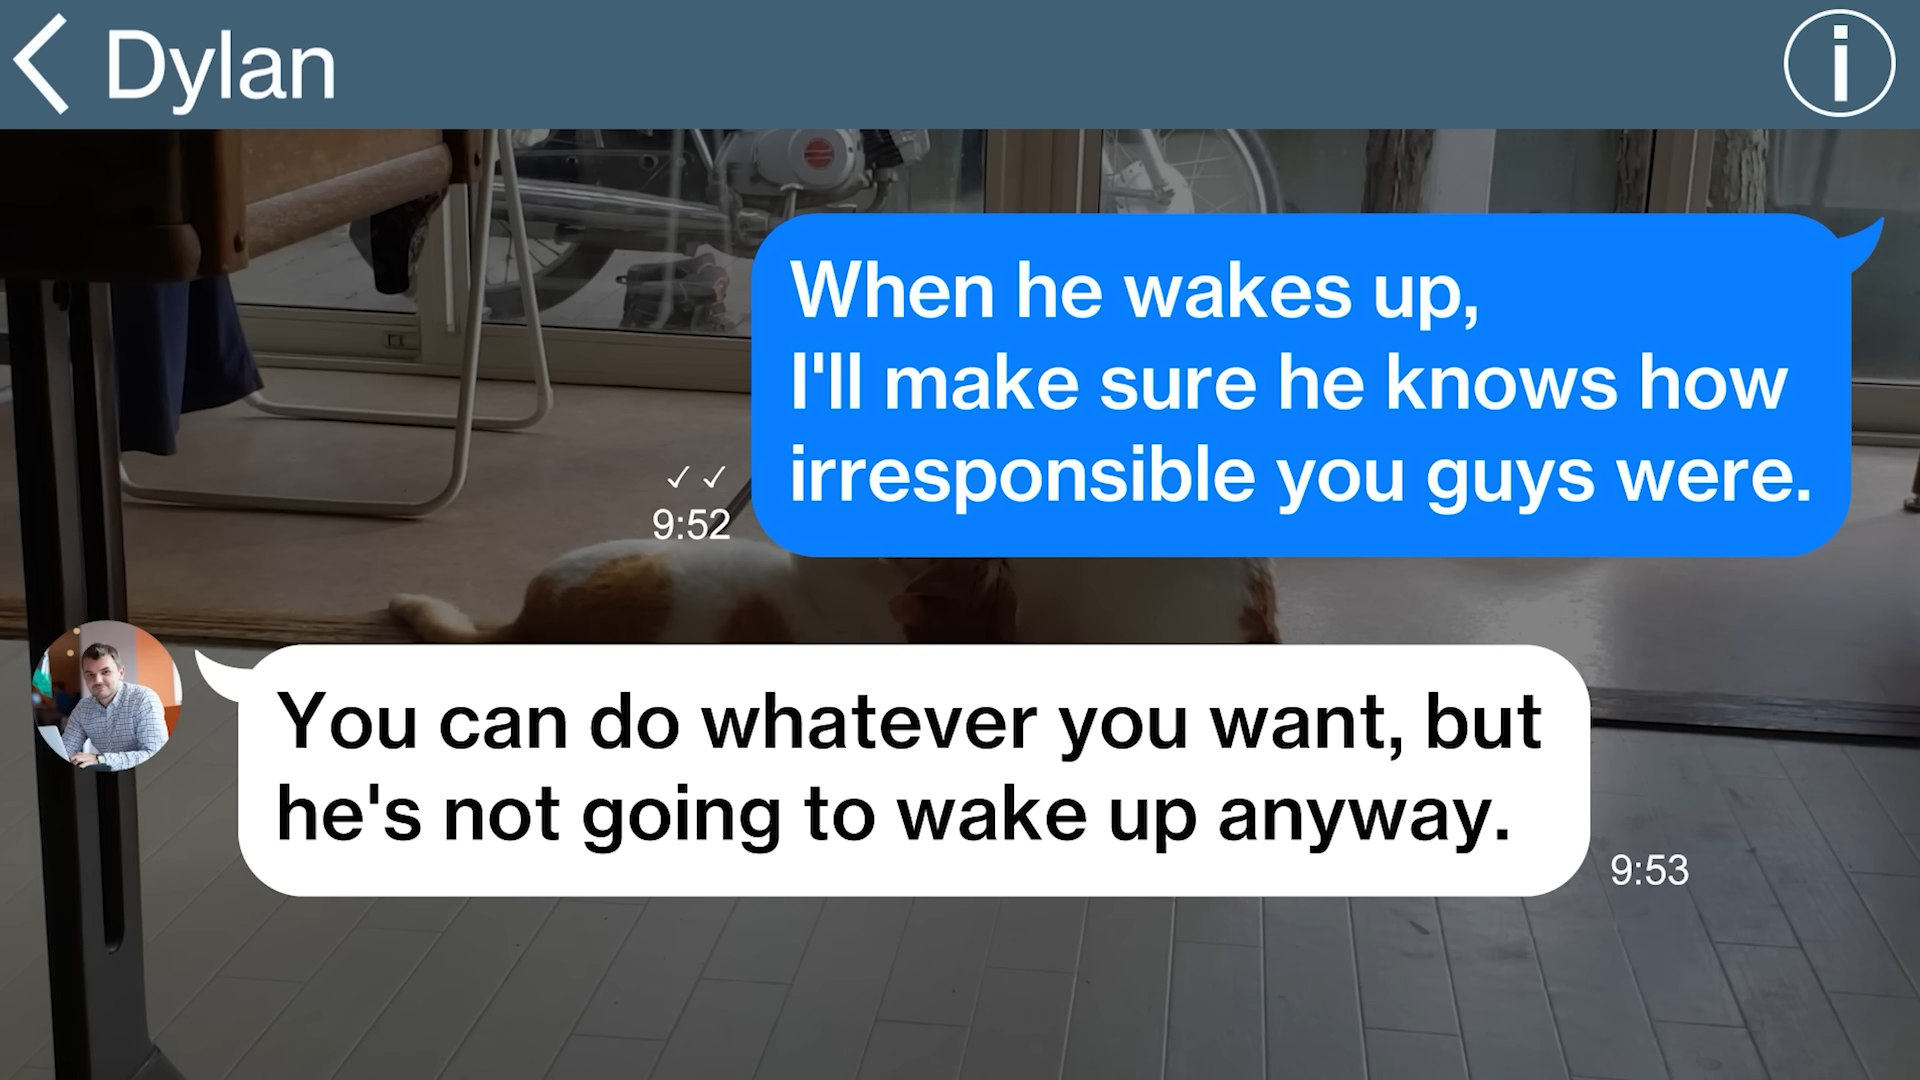 Dylan
When he wakes up,
I'll make sure he knows how
irresponsible you guys were.
9:52
You can do whatever you want, but
he's not going to wake up anyway.
9:53